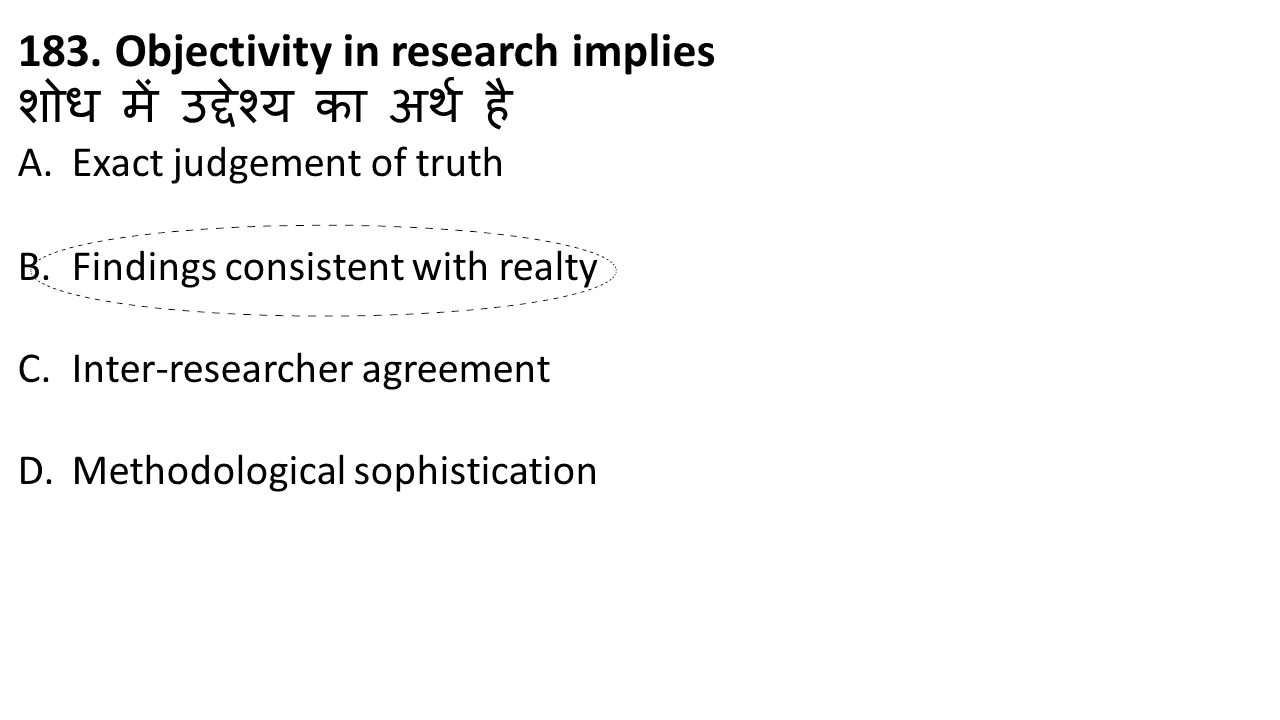 183. Objectivity in research implies
शोध में उद्देश्य का अर्थ है
A. Exact judgement of truth
B. Findings consistent with realty
C. Inter-researcher agreement
D. Methodological sophistication